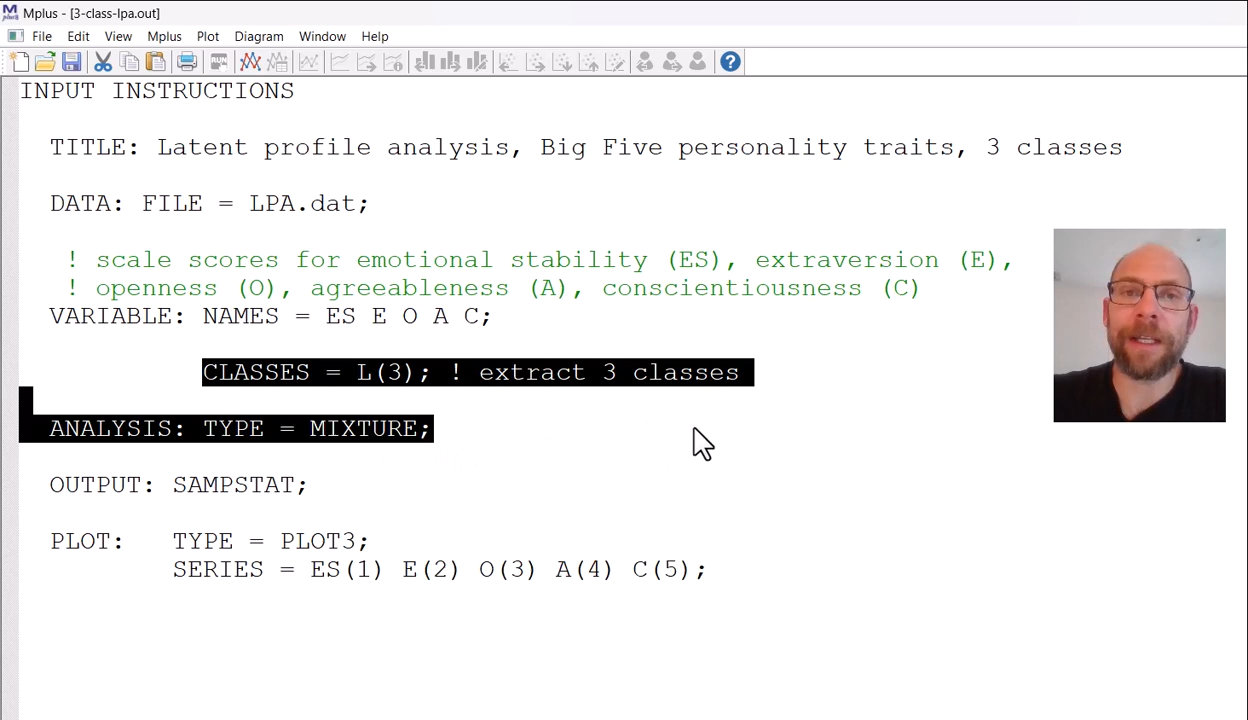 Mplus - [3-class-lpa.out]
File Edit View Mplus Plot Diagram Window Help
RUN
INPUT INSTRUCTIONS
TITLE: Latent profile analysis, Big Five personality traits, 3 classes
DATA: FILE = LPA.dat;
! scale scores for emotional stability (ES), extraversion (E),
! openness (O), agreeableness (A), conscientiousness (C)
VARIABLE: NAMES = ES E O A C;
CLASSES = L(3); ! extract 3 classes
ANALYSIS: TYPE = MIXTURE;
OUTPUT: SAMPSTAT;
PLOT: TYPE = PLOT3;
SERIES = ES(1) E(2) O(3) A(4) C(5);